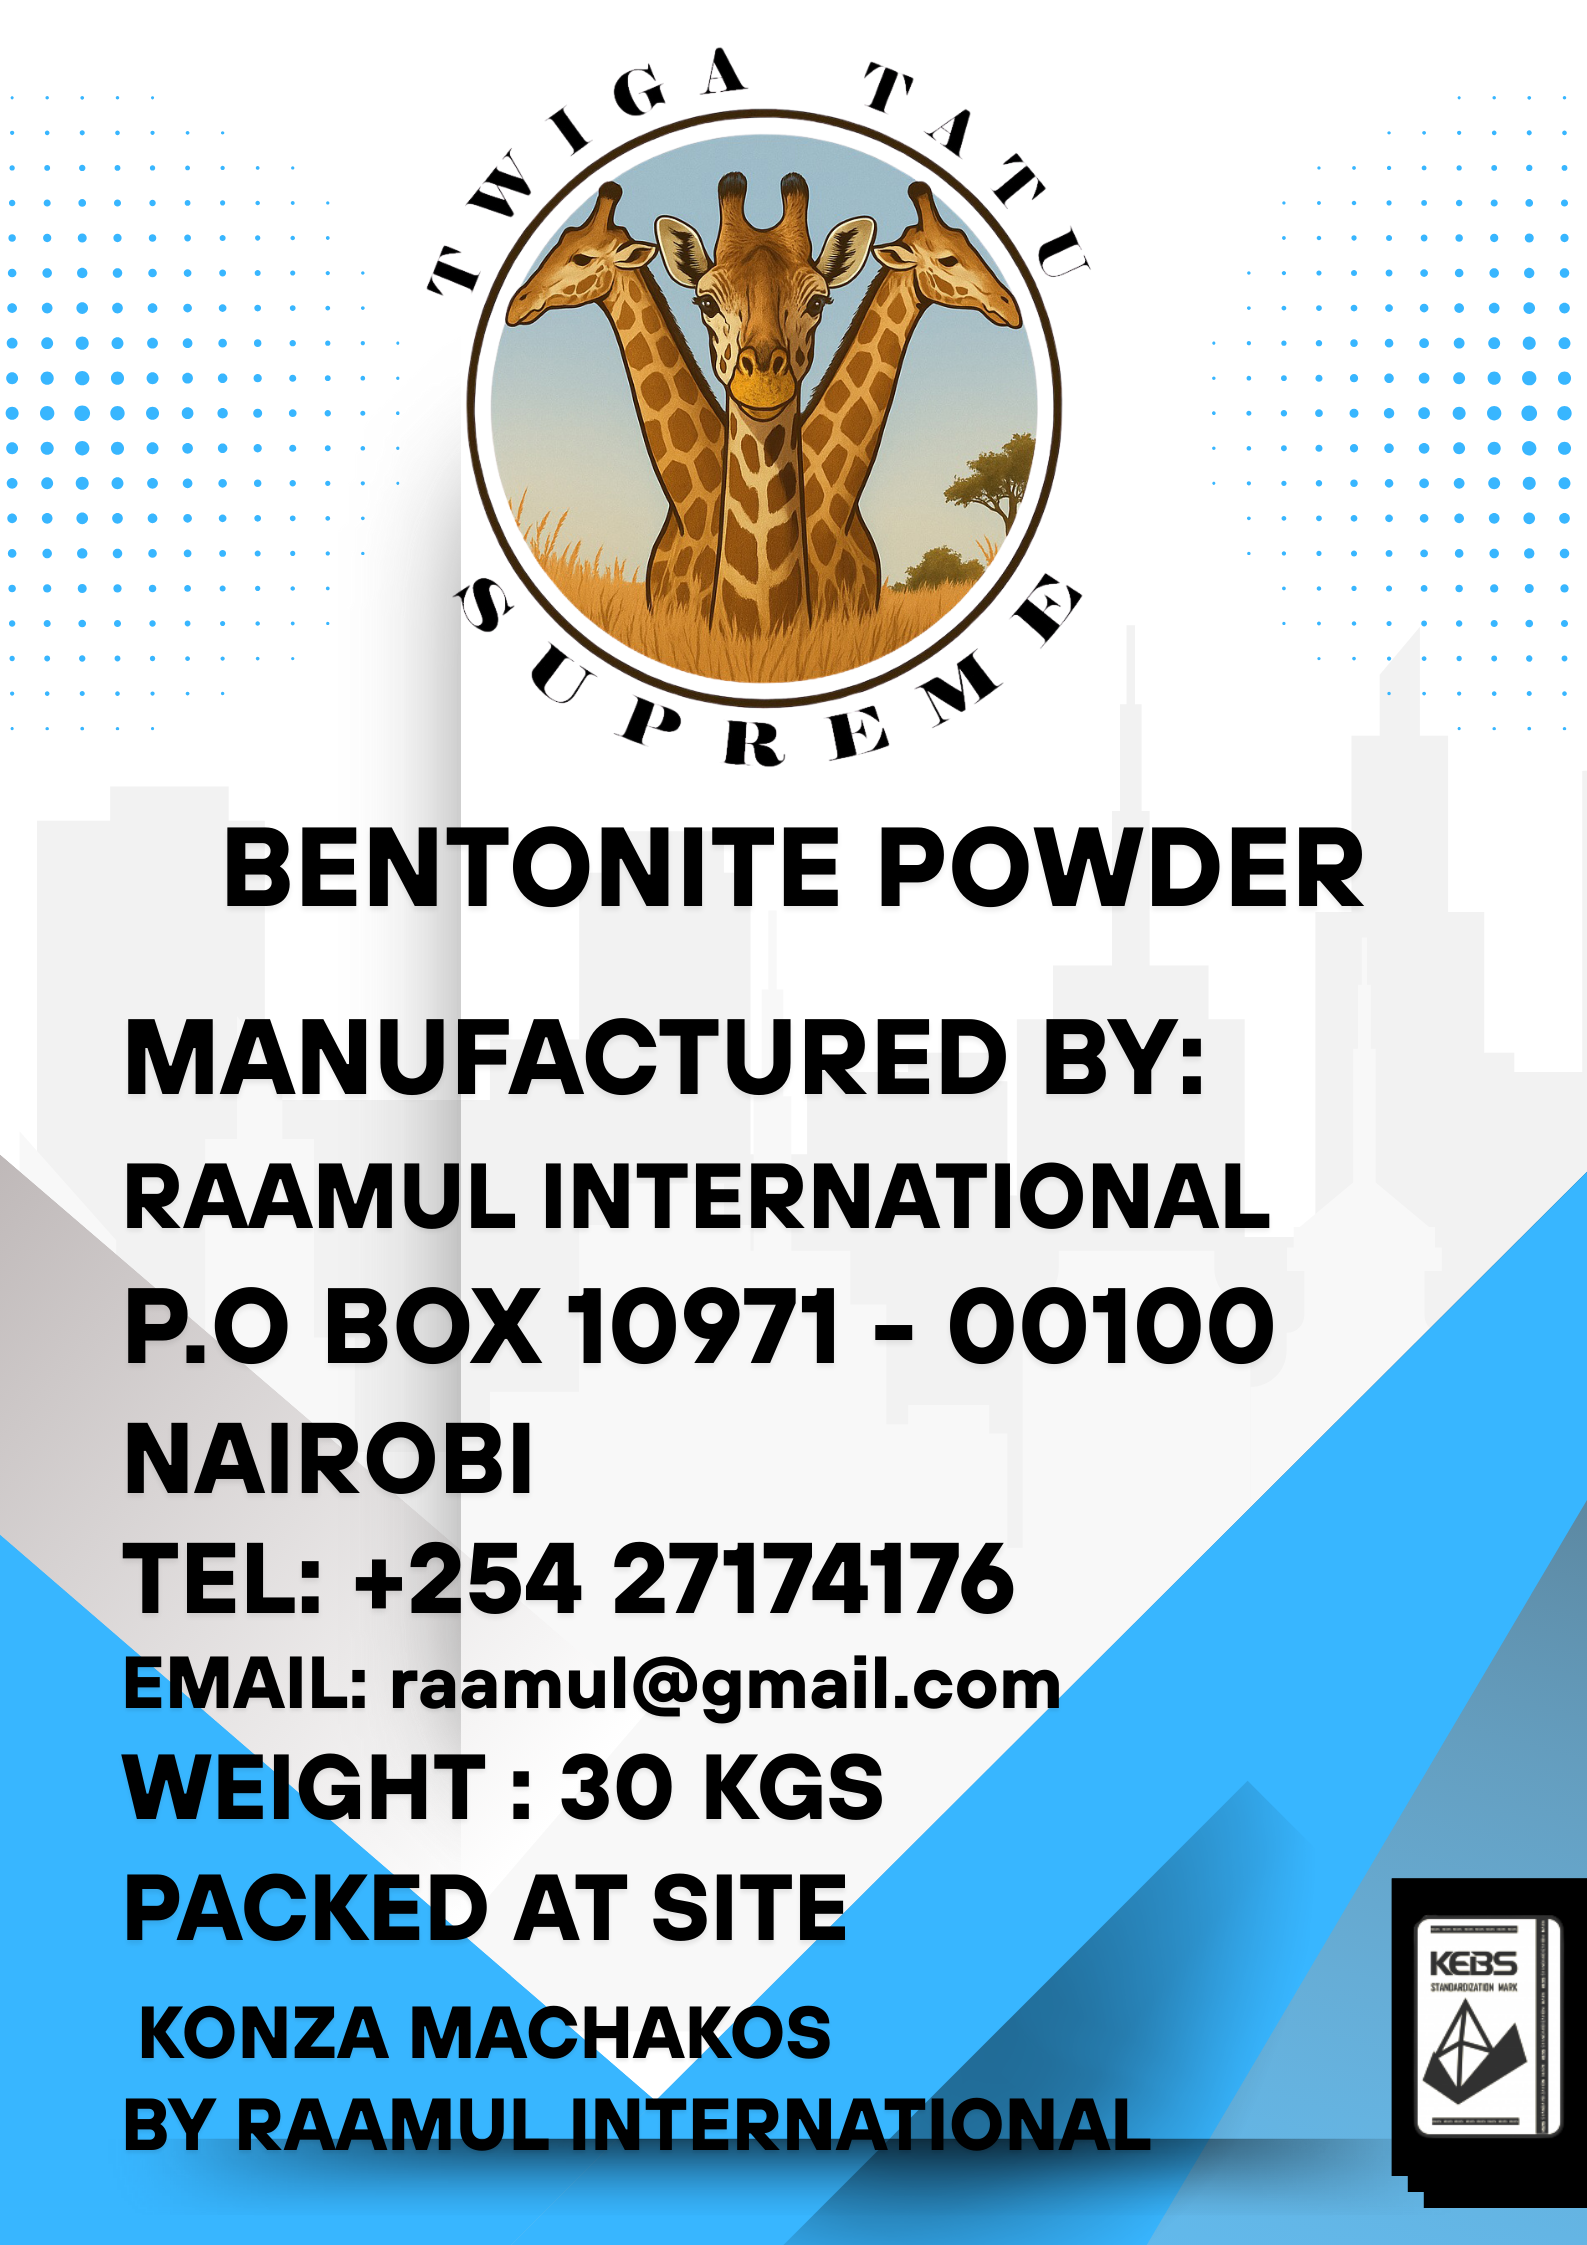 TWIGA TATU
SUPREME
BENTONITE POWDER
MANUFACTURED BY:
RAAMUL INTERNATIONAL
P.O BOX 10971 - 00100
NAIROBI
TEL: +254 27174176
EMAIL: raamul@gmail.com
WEIGHT : 30 KGS
PACKED AT SITE
KONZA MACHAKOS
BY RAAMUL INTERNATIONAL
KEBS
STANDARDIZATION MARK